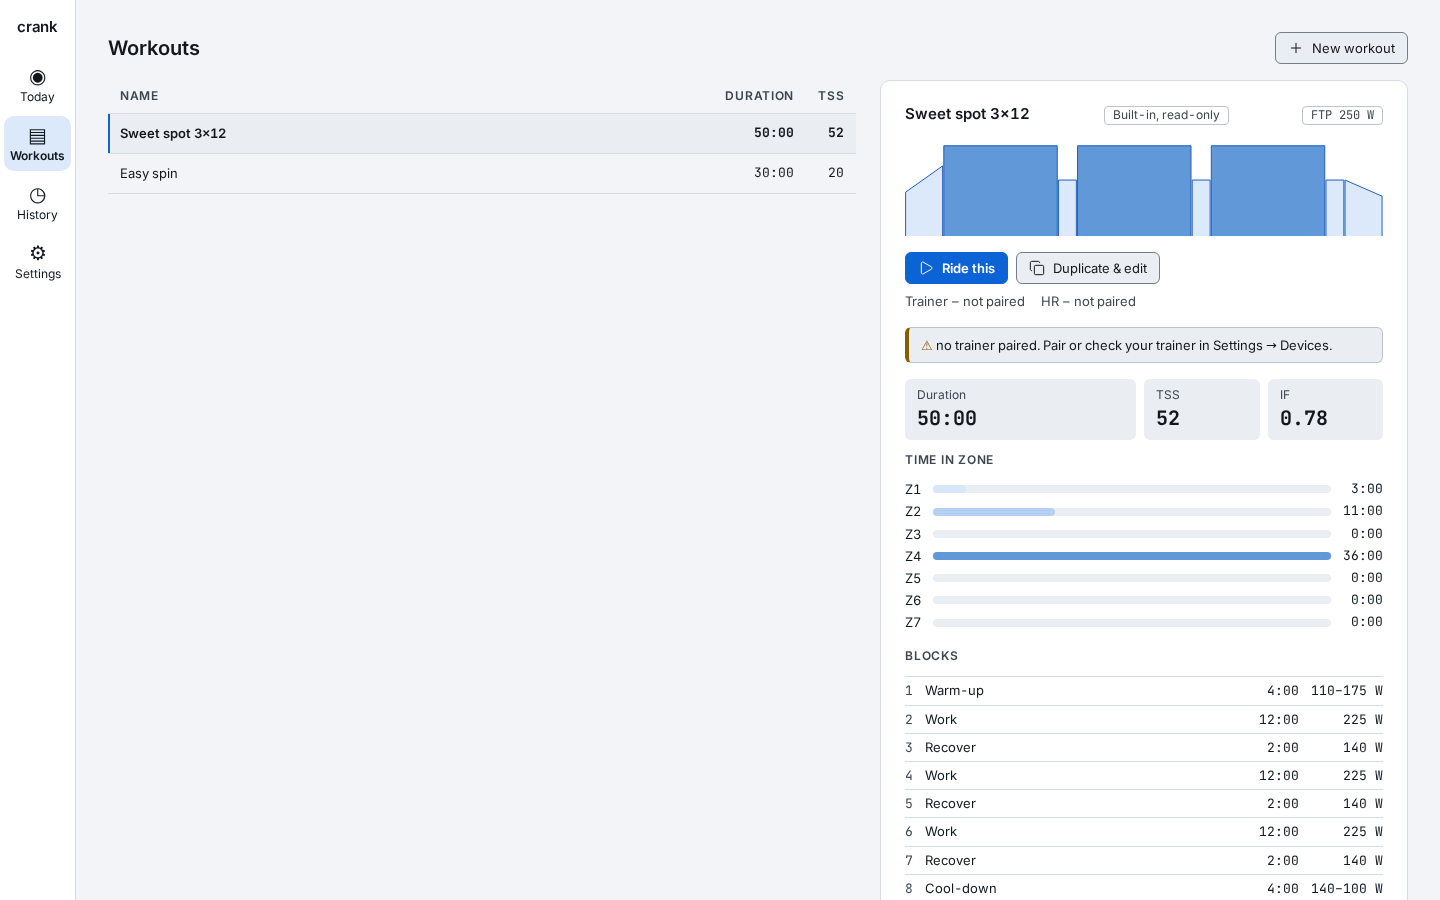 crank
Today
Workouts
History
Settings
Workouts
New workout
NAME DURATION TSS
Sweet spot 3×12 50:00 52
Easy spin 30:00 20
Sweet spot 3×12 Built-in, read-only FTP 250 W
Ride this Duplicate & edit
Trainer – not paired HR – not paired
⚠ no trainer paired. Pair or check your trainer in Settings → Devices.
Duration TSS IF
50:00 52 0.78
TIME IN ZONE
Z1 3:00
Z2 11:00
Z3 0:00
Z4 36:00
Z5 0:00
Z6 0:00
Z7 0:00
BLOCKS
1 Warm-up 4:00 110–175 W
2 Work 12:00 225 W
3 Recover 2:00 140 W
4 Work 12:00 225 W
5 Recover 2:00 140 W
6 Work 12:00 225 W
7 Recover 2:00 140 W
8 Cool-down 4:00 140–100 W